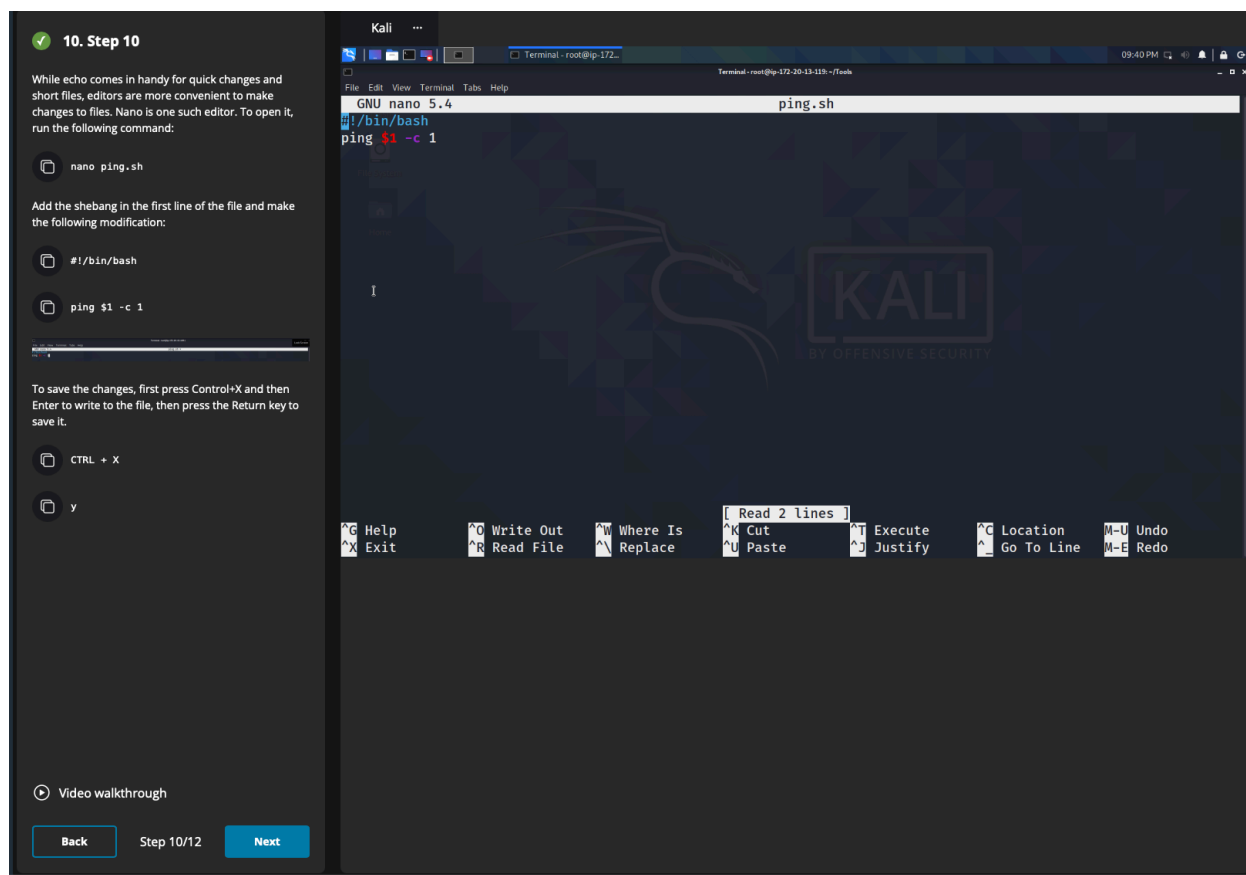 10. Step 10
While echo comes in handy for quick changes and
short files, editors are more convenient to make
changes to files. Nano is one such editor. To open it,
run the following command:
nano ping.sh
Add the shebang in the first line of the file and make
the following modification:
#!/bin/bash
ping $1 -c 1
To save the changes, first press Control+X and then
Enter to write to the file, then press the Return key to
save it.
CTRL + X
y
Video walkthrough
Back
Step 10/12
Next
Kali ...
Terminal - root@ip-172...
09:40 PM
Terminal - root@ip-172-20-13-119: ~/Tools
File Edit View Terminal Tabs Help
GNU nano 5.4 ping.sh
#!/bin/bash
ping $1 -c 1
KALI
BY OFFENSIVE SECURITY
[ Read 2 lines ]
^G Help ^O Write Out ^W Where Is ^K Cut ^T Execute ^C Location M-U Undo
^X Exit ^R Read File ^\ Replace ^U Paste ^J Justify ^_ Go To Line M-E Redo